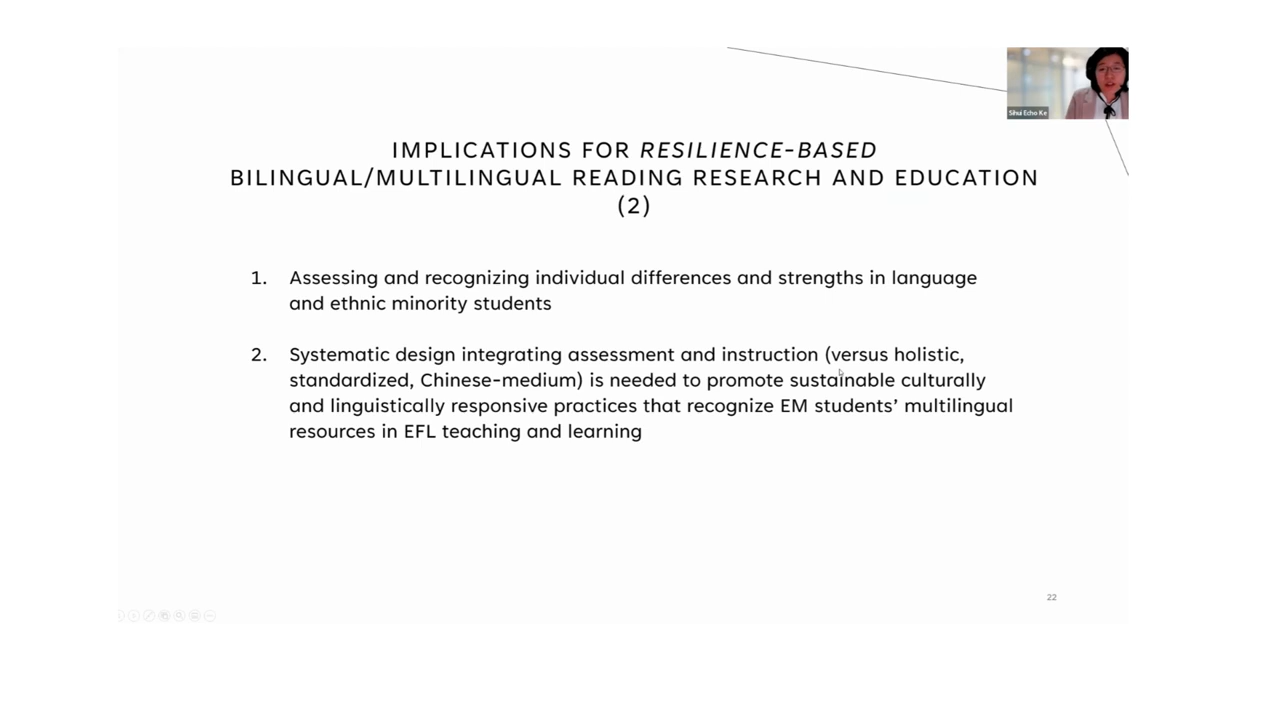 Sihui Echo Ke
IMPLICATIONS FOR RESILIENCE-BASED
BILINGUAL/MULTILINGUAL READING RESEARCH AND EDUCATION
(2)
1. Assessing and recognizing individual differences and strengths in language
and ethnic minority students
2. Systematic design integrating assessment and instruction (versus holistic,
standardized, Chinese-medium) is needed to promote sustainable culturally
and linguistically responsive practices that recognize EM students’ multilingual
resources in EFL teaching and learning
22